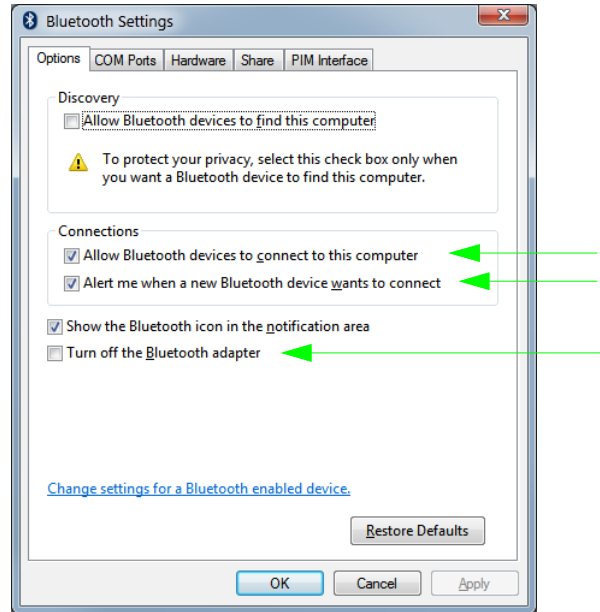 Bluetooth Settings
Options COM Ports Hardware Share PIM Interface
Discovery
Allow Bluetooth devices to find this computer
To protect your privacy, select this check box only when
you want a Bluetooth device to find this computer.
Connections
Allow Bluetooth devices to connect to this computer
Alert me when a new Bluetooth device wants to connect
Show the Bluetooth icon in the notification area
Turn off the Bluetooth adapter
Change settings for a Bluetooth enabled device.
Restore Defaults
OK Cancel Apply